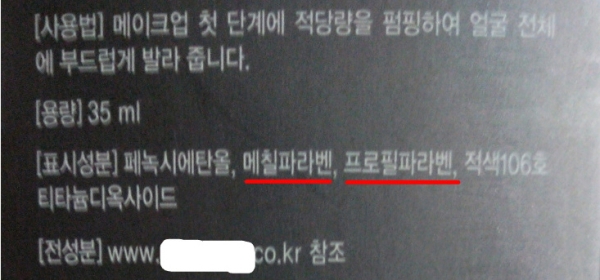 [사용법] 메이크업 첫 단계에 적당량을 펌핑하여 얼굴 전체
에 부드럽게 발라 줍니다.
[용량] 35 ml
[표시성분] 페녹시에탄올, 메칠파라벤, 프로필파라벤, 적색106호
티타늄디옥사이드
[전성분] www. co.kr 참조